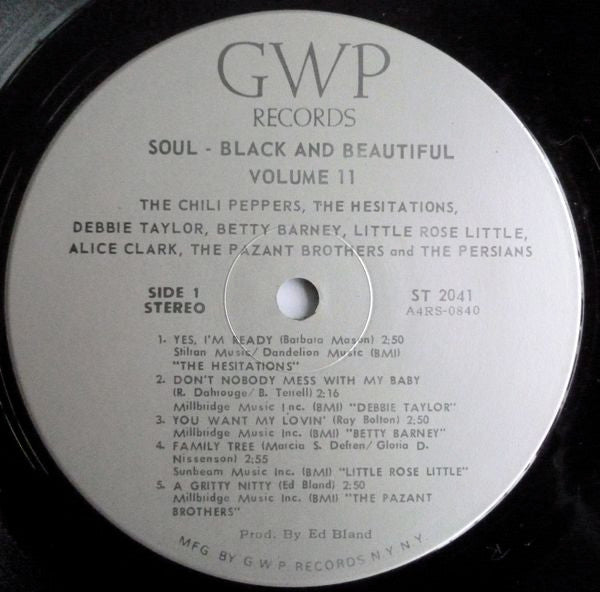 GWP
RECORDS
SOUL - BLACK AND BEAUTIFUL
VOLUME 11
THE CHILI PEPPERS, THE HESITATIONS,
DEBBIE TAYLOR, BETTY BARNEY, LITTLE ROSE LITTLE,
ALICE CLARK, THE PAZANT BROTHERS and THE PERSIANS
SIDE 1
STEREO
ST 2041
A4RS-0840
1. YES, I'M READY (Barbara Mason) 2:50
Stilran Music/Dandelion Music (BMI)
"THE HESITATIONS"
2. DON'T NOBODY MESS WITH MY BABY
(R. Dahrouge/ B. Terrell) 2:16
Millbridge Music Inc. (BMI) "DEBBIE TAYLOR"
3. YOU WANT MY LOVIN' (Ray Bolton) 2:50
Millbridge Music Inc. (BMI) "BETTY BARNEY"
4. FAMILY TREE (Marcia S. Defren/ Gloria D.
Nissenson) 2:55
Sunbeam Music Inc. (BMI) "LITTLE ROSE LITTLE"
5. A GRITTY NITTY (Ed Bland) 2:50
Millbridge Music Inc. (BMI) "THE PAZANT
BROTHERS"
Prod. By Ed Bland
MFG BY G W P RECORDS N.Y. N.Y.